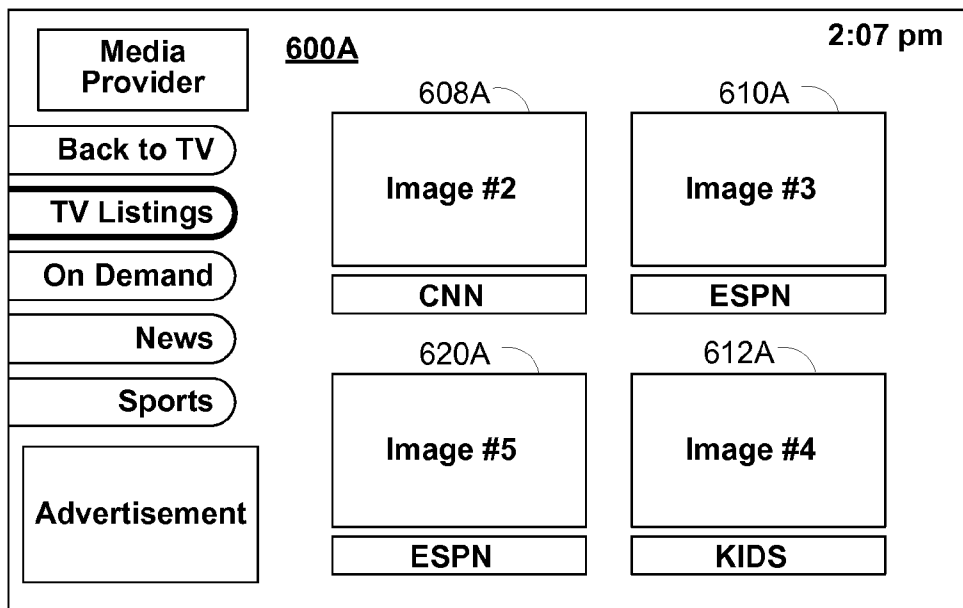 Media
Provider
600A
2:07 pm
Back to TV
TV Listings
On Demand
News
Sports
Advertisement
608A
Image #2
CNN
610A
Image #3
ESPN
620A
Image #5
ESPN
612A
Image #4
KIDS